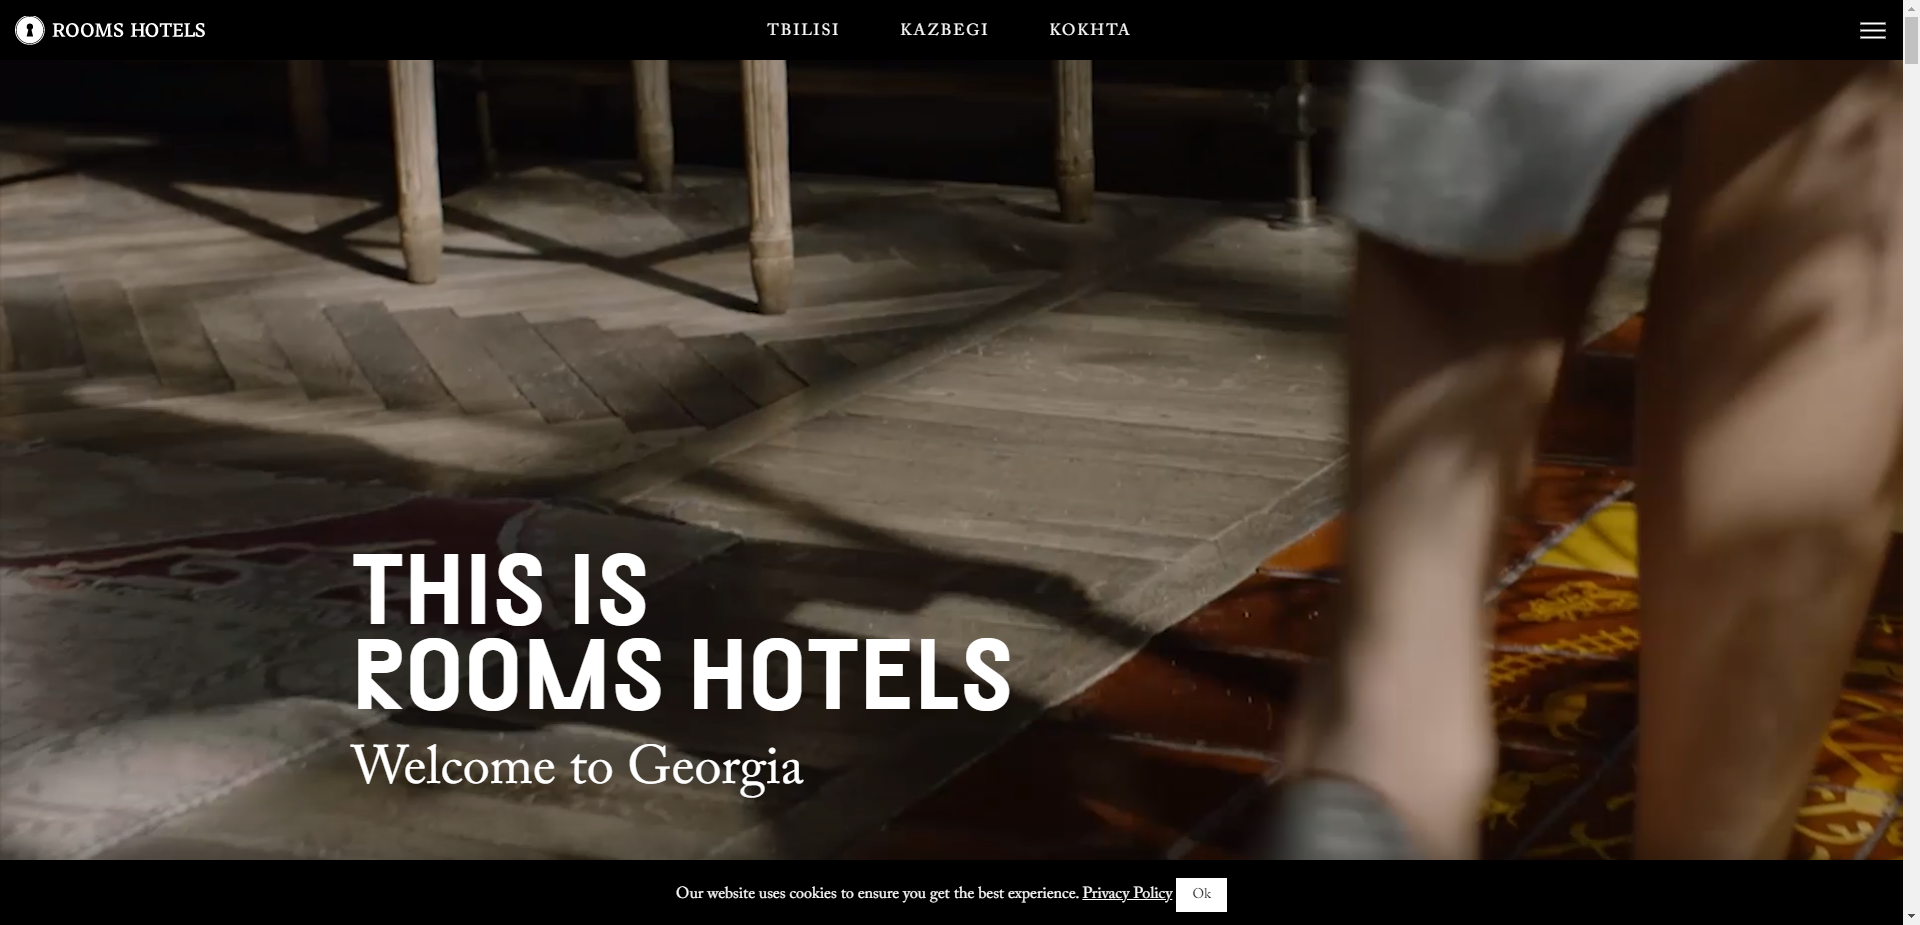 ROOMS HOTELS
TBILISI
KAZBEGI
KOKHTA
THIS IS
ROOMS HOTELS
Welcome to Georgia
Our website uses cookies to ensure you get the best experience. Privacy Policy Ok